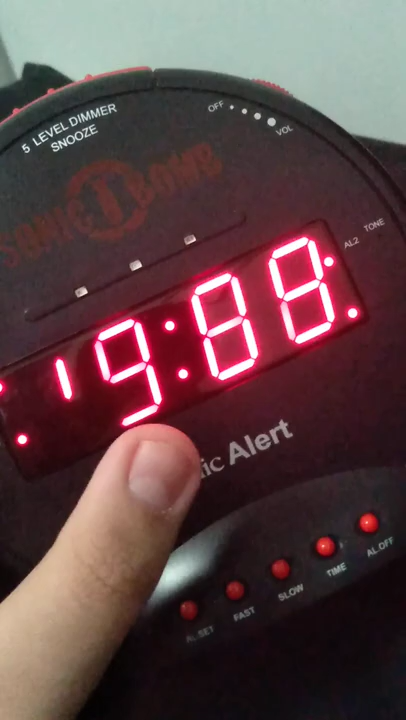 5 LEVEL DIMMER
SNOOZE
OFF
VOL
SONIC BOMB
AL2 TONE
19:88
ic Alert
AL.SET FAST SLOW TIME AL.OFF